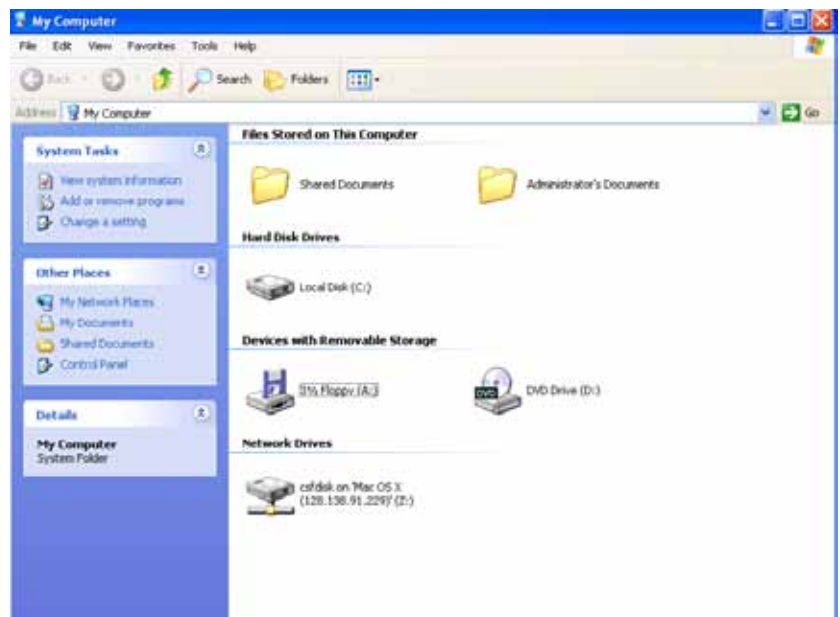 My Computer
File Edit View Favorites Tools Help
Back Search Folders
Address My Computer Go
System Tasks
View system information
Add or remove programs
Change a setting
Other Places
My Network Places
My Documents
Shared Documents
Control Panel
Details
My Computer
System Folder
Files Stored on This Computer
Shared Documents
Administrator's Documents
Hard Disk Drives
Local Disk (C:)
Devices with Removable Storage
3½ Floppy (A:)
DVD
DVD Drive (D:)
Network Drives
csfdisk on 'Mac OS X
(128.138.91.229)' (Z:)